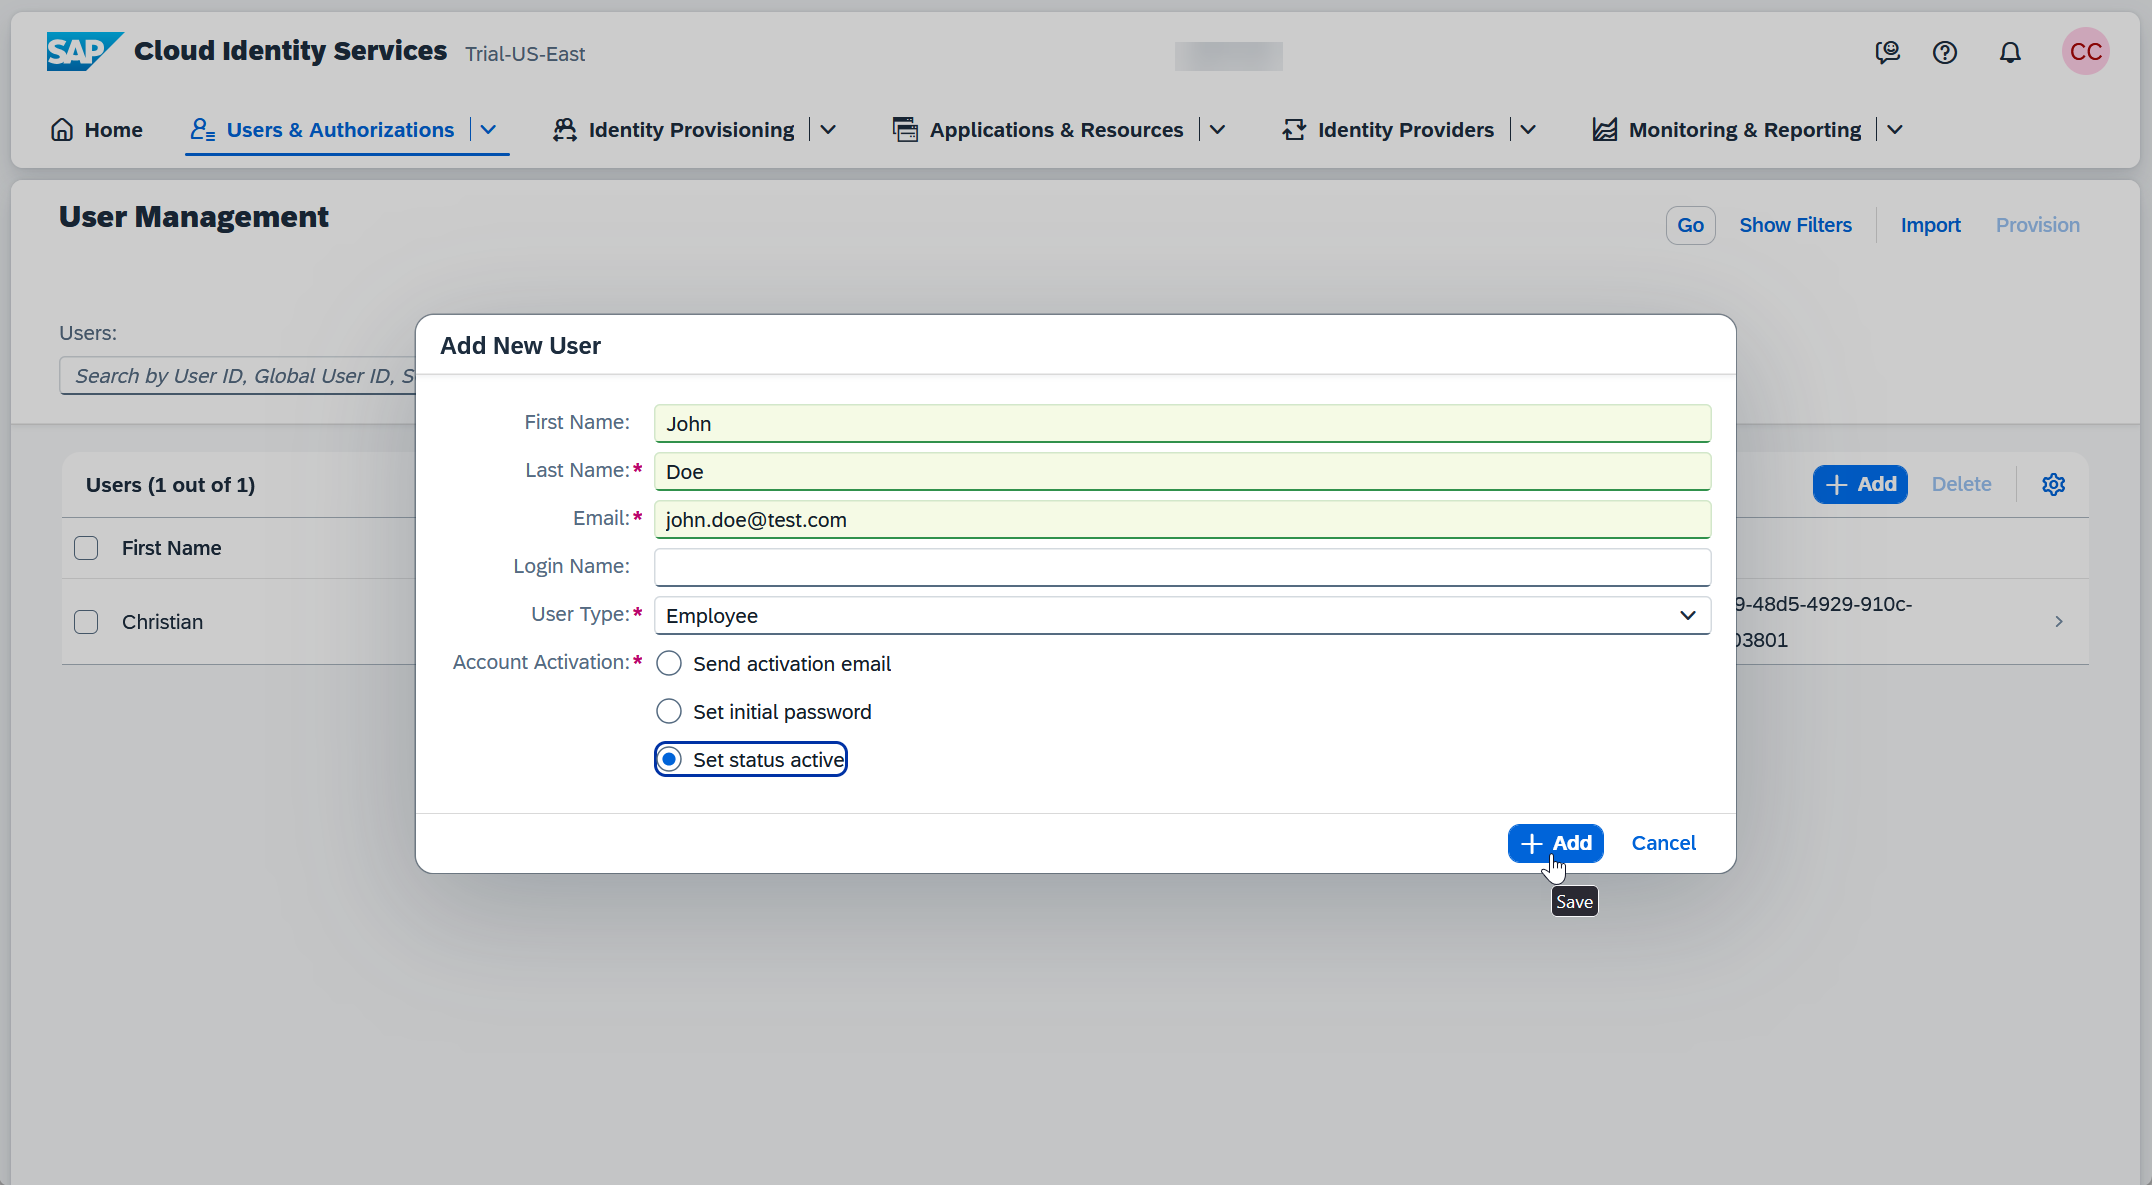 SAP Cloud Identity Services Trial-US-East
CC
Home
Users & Authorizations
Identity Provisioning
Applications & Resources
Identity Providers
Monitoring & Reporting
User Management
Go
Show Filters
Import
Provision
Users:
Search by User ID, Global User ID, S
Users (1 out of 1)
Add
Delete
First Name
Christian
9-48d5-4929-910c-
03801
Add New User
First Name: John
Last Name:* Doe
Email:* john.doe@test.com
Login Name:
User Type:* Employee
Account Activation:* Send activation email
Set initial password
Set status active
Add
Cancel
Save